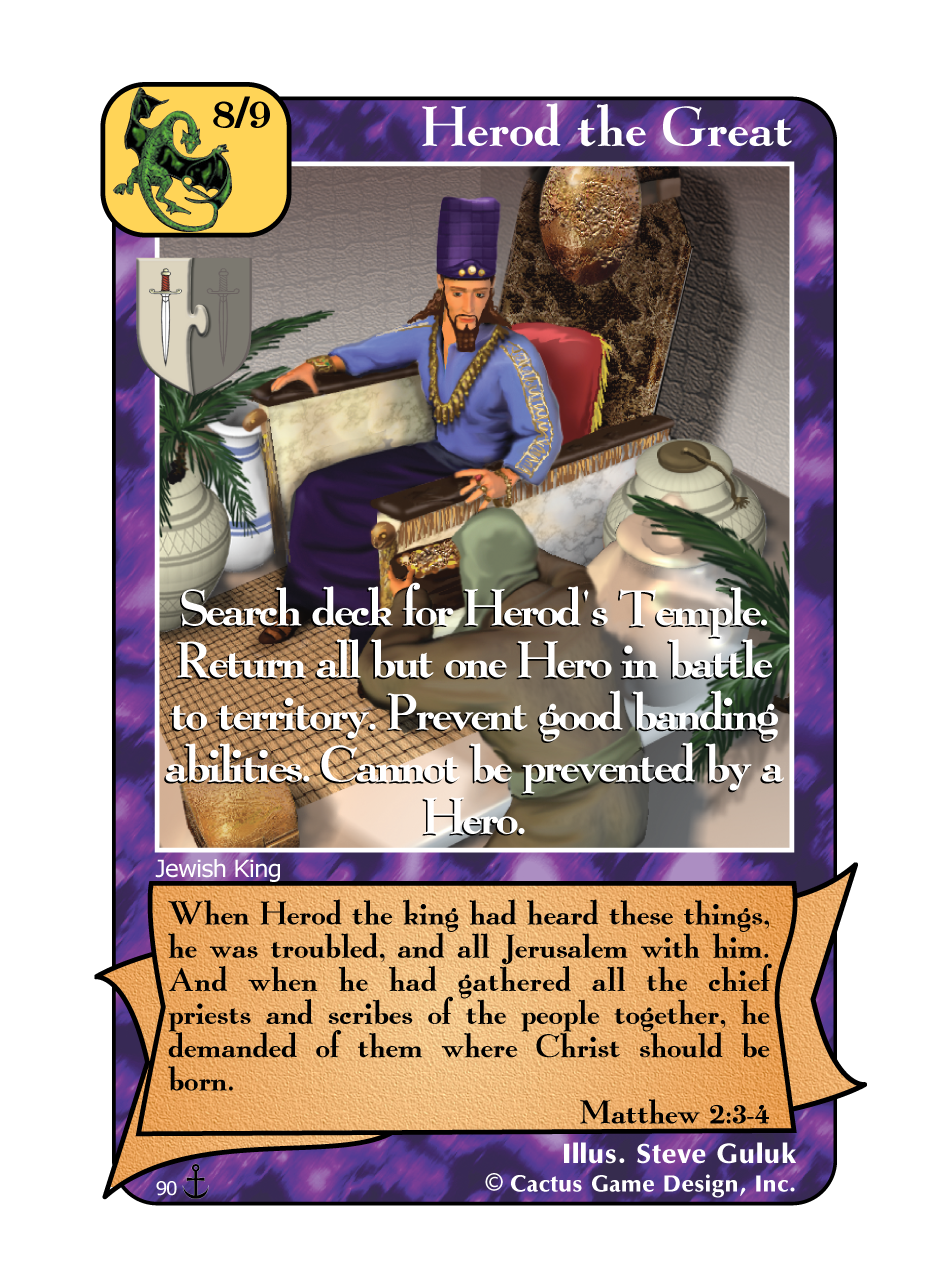 8/9
Herod the Great
Search deck for Herod's Temple.
Return all but one Hero in battle
to territory. Prevent good banding
abilities. Cannot be prevented by a
Hero.
Jewish King
When Herod the king had heard these things,
he was troubled, and all Jerusalem with him.
And when he had gathered all the chief
priests and scribes of the people together, he
demanded of them where Christ should be
born.
Matthew 2:3-4
Illus. Steve Guluk
90
© Cactus Game Design, Inc.